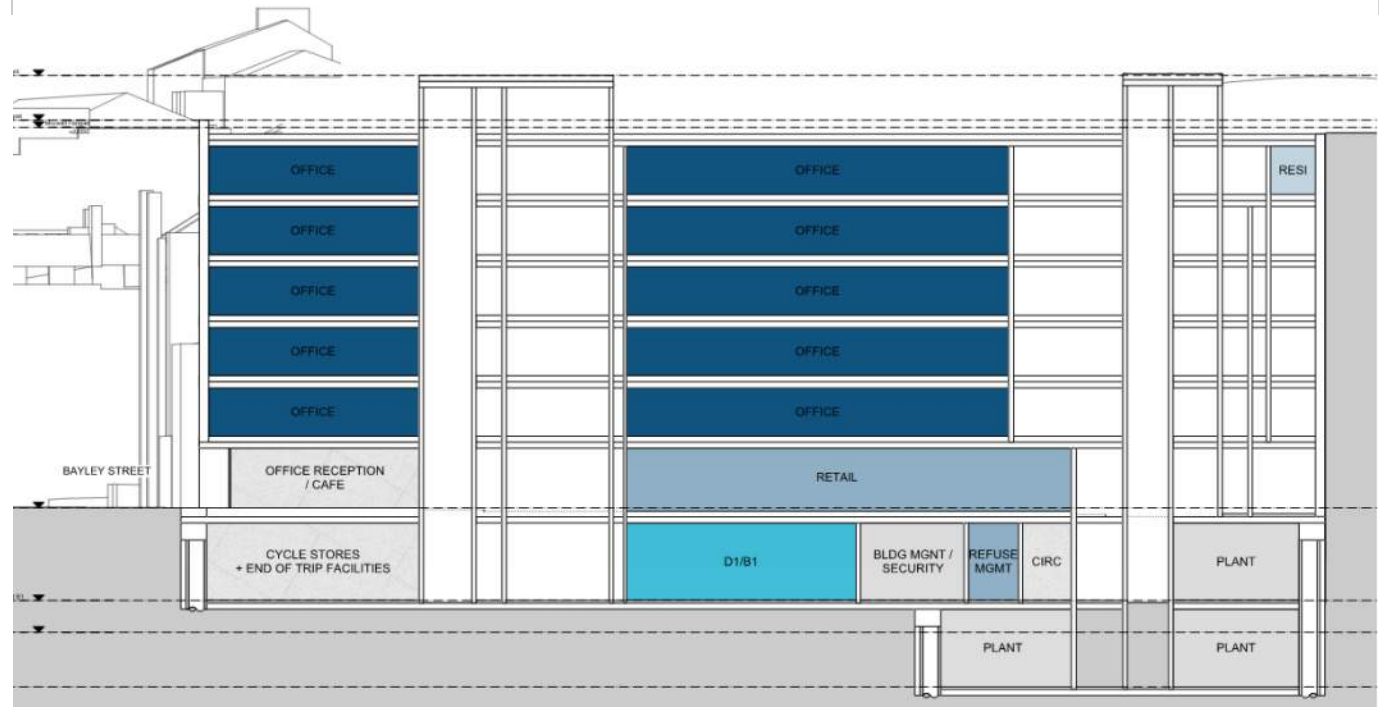 OFFICE
OFFICE
RESI
OFFICE
OFFICE
OFFICE
OFFICE
OFFICE
OFFICE
OFFICE
OFFICE
BAYLEY STREET
OFFICE RECEPTION
/ CAFE
RETAIL
CYCLE STORES
+ END OF TRIP FACILITIES
D1/B1
BLDG MGNT /
SECURITY
REFUSE
MGMT
CIRC
PLANT
PLANT
PLANT